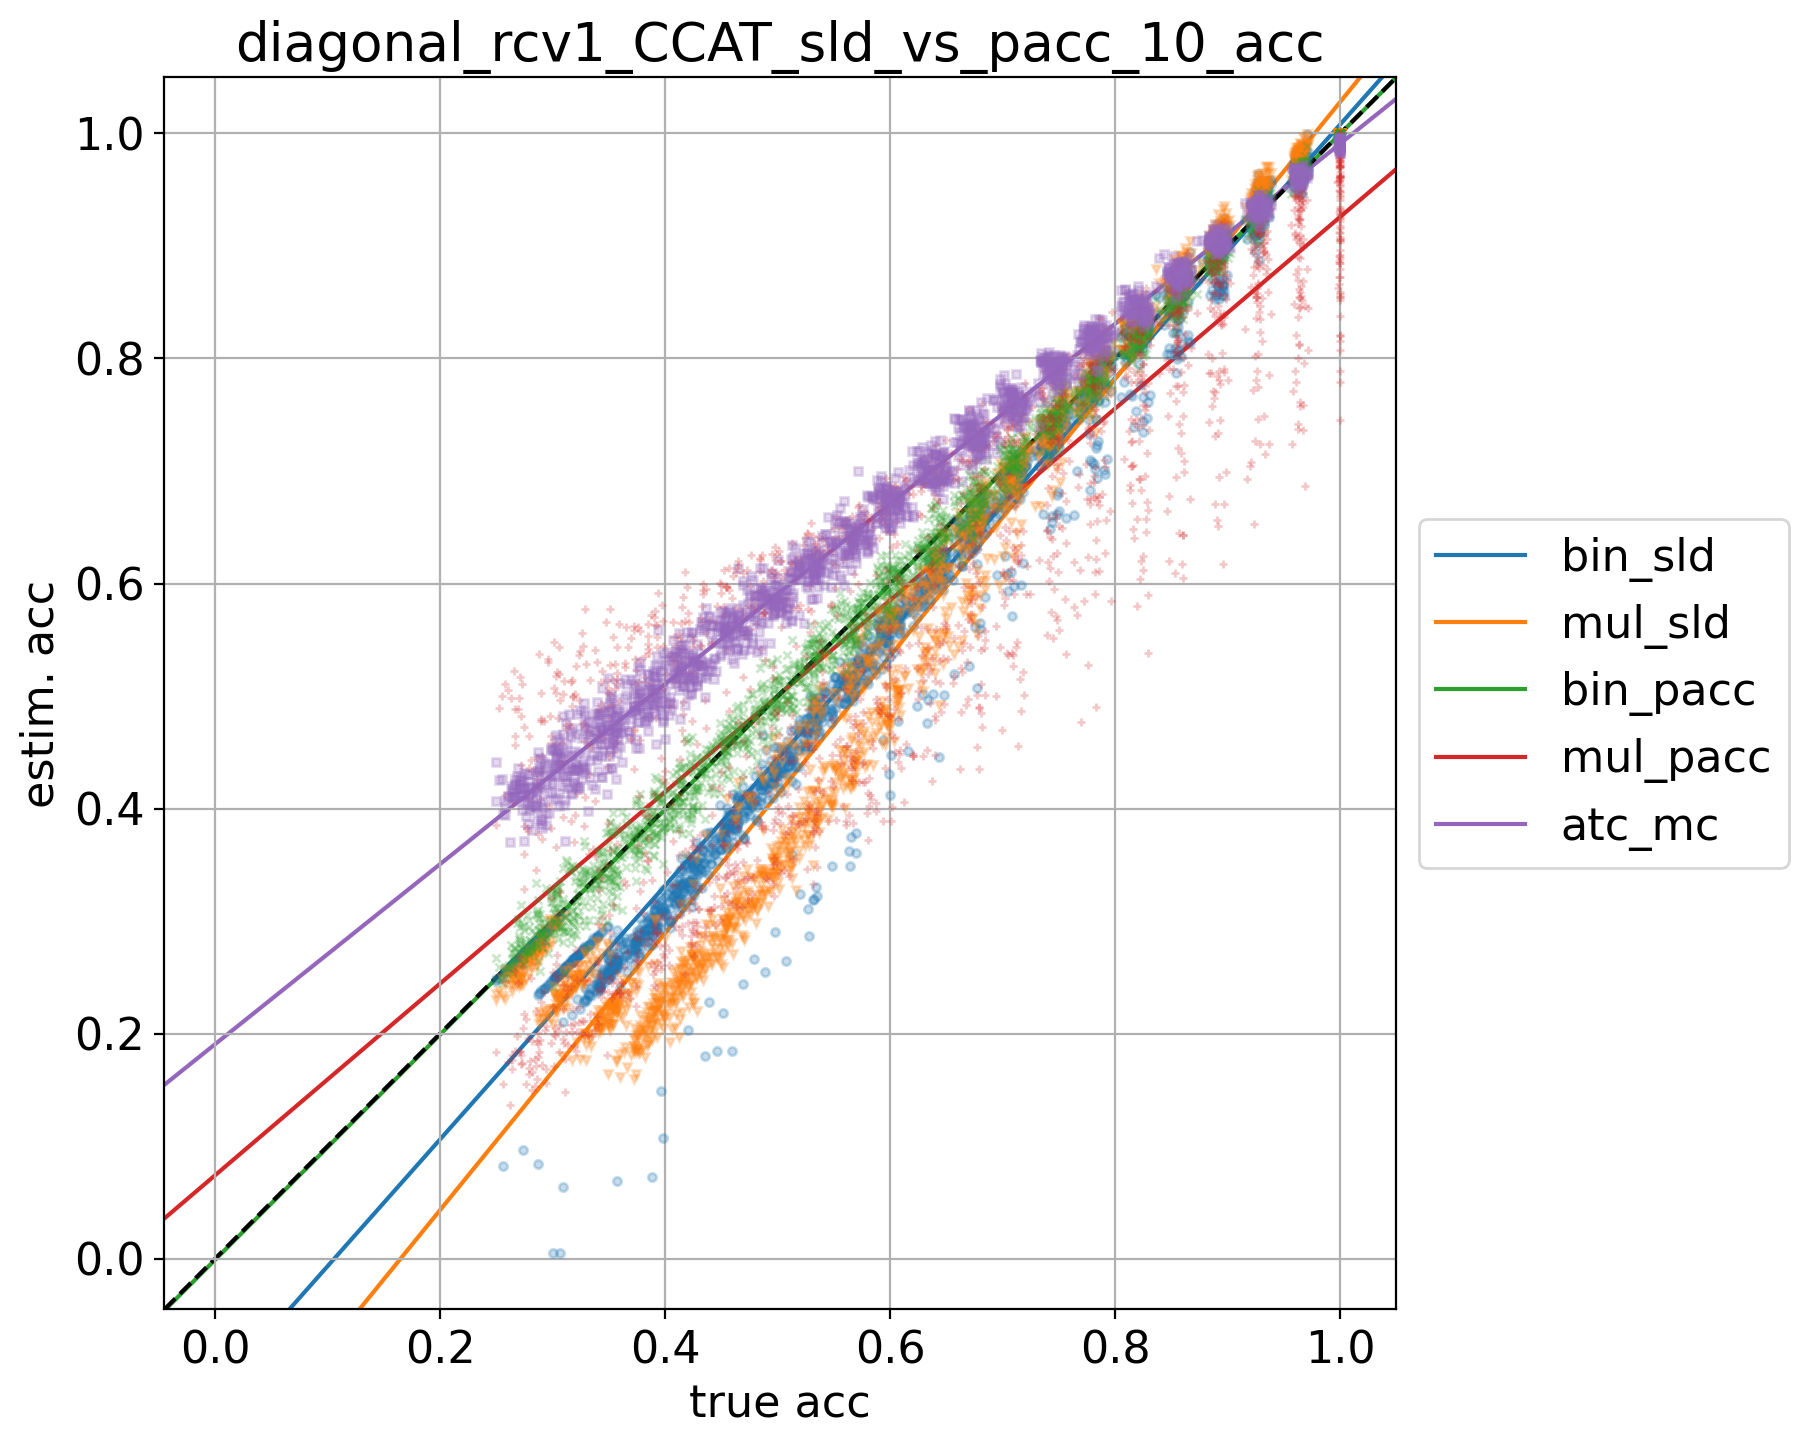 diagonal_rcv1_CCAT_sld_vs_pacc_10_acc
1.0
0.8
0.6
0.4
0.2
0.0
estim. acc
0.0 0.2 0.4 0.6 0.8 1.0
true acc
bin_sld
mul_sld
bin_pacc
mul_pacc
atc_mc